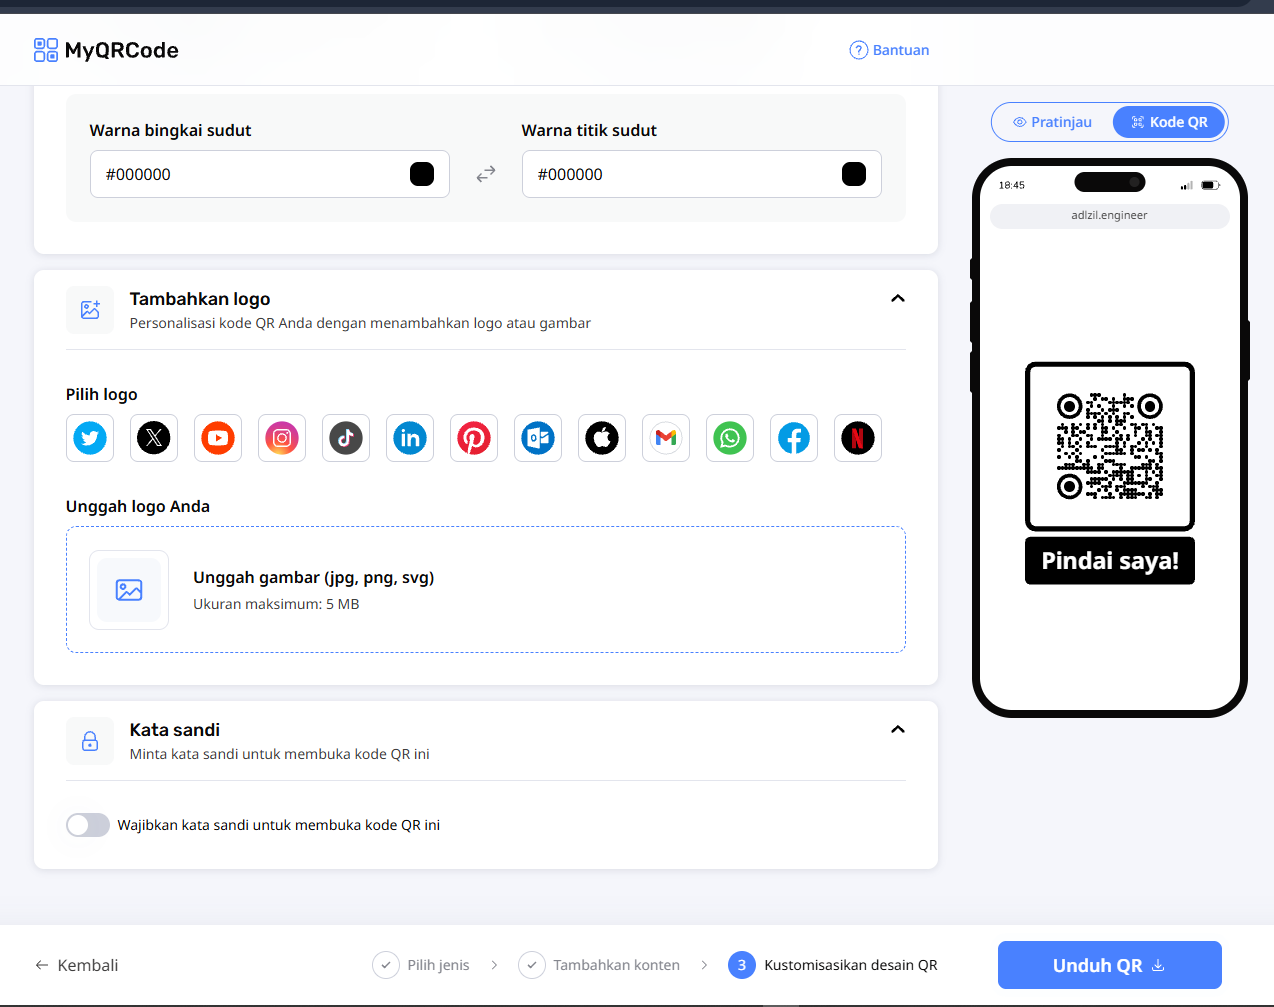 MyQRCode
Bantuan
Warna bingkai sudut
Warna titik sudut
#000000
#000000
Tambahkan logo
Personalisasi kode QR Anda dengan menambahkan logo atau gambar
Pilih logo
Unggah logo Anda
Unggah gambar (jpg, png, svg)
Ukuran maksimum: 5 MB
Kata sandi
Minta kata sandi untuk membuka kode QR ini
Wajibkan kata sandi untuk membuka kode QR ini
Pratinjau
Kode QR
18:45
adlzil.engineer
Pindai saya!
Kembali
Pilih jenis
Tambahkan konten
3 Kustomisasikan desain QR
Unduh QR